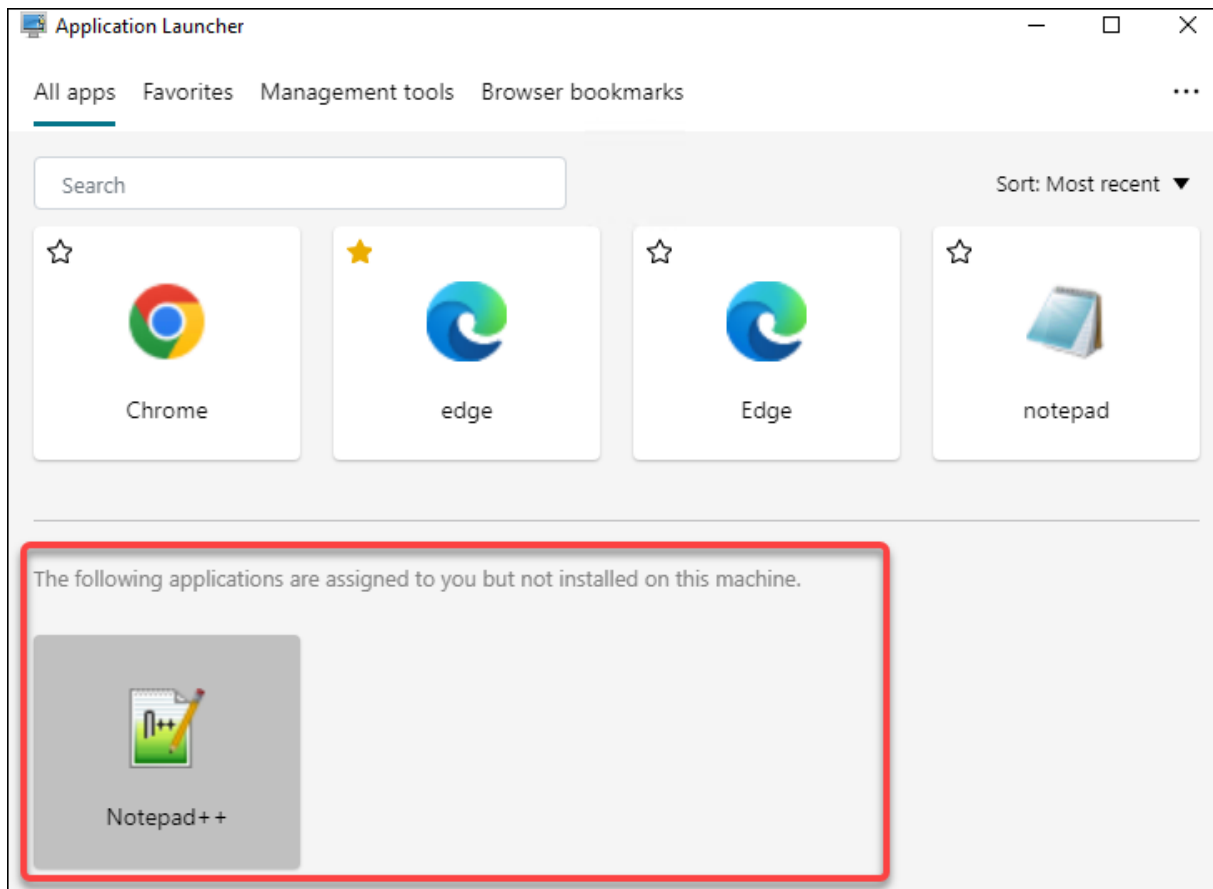 Application Launcher
All apps Favorites Management tools Browser bookmarks
Search Sort: Most recent
Chrome edge Edge notepad
The following applications are assigned to you but not installed on this machine.
n++
Notepad++